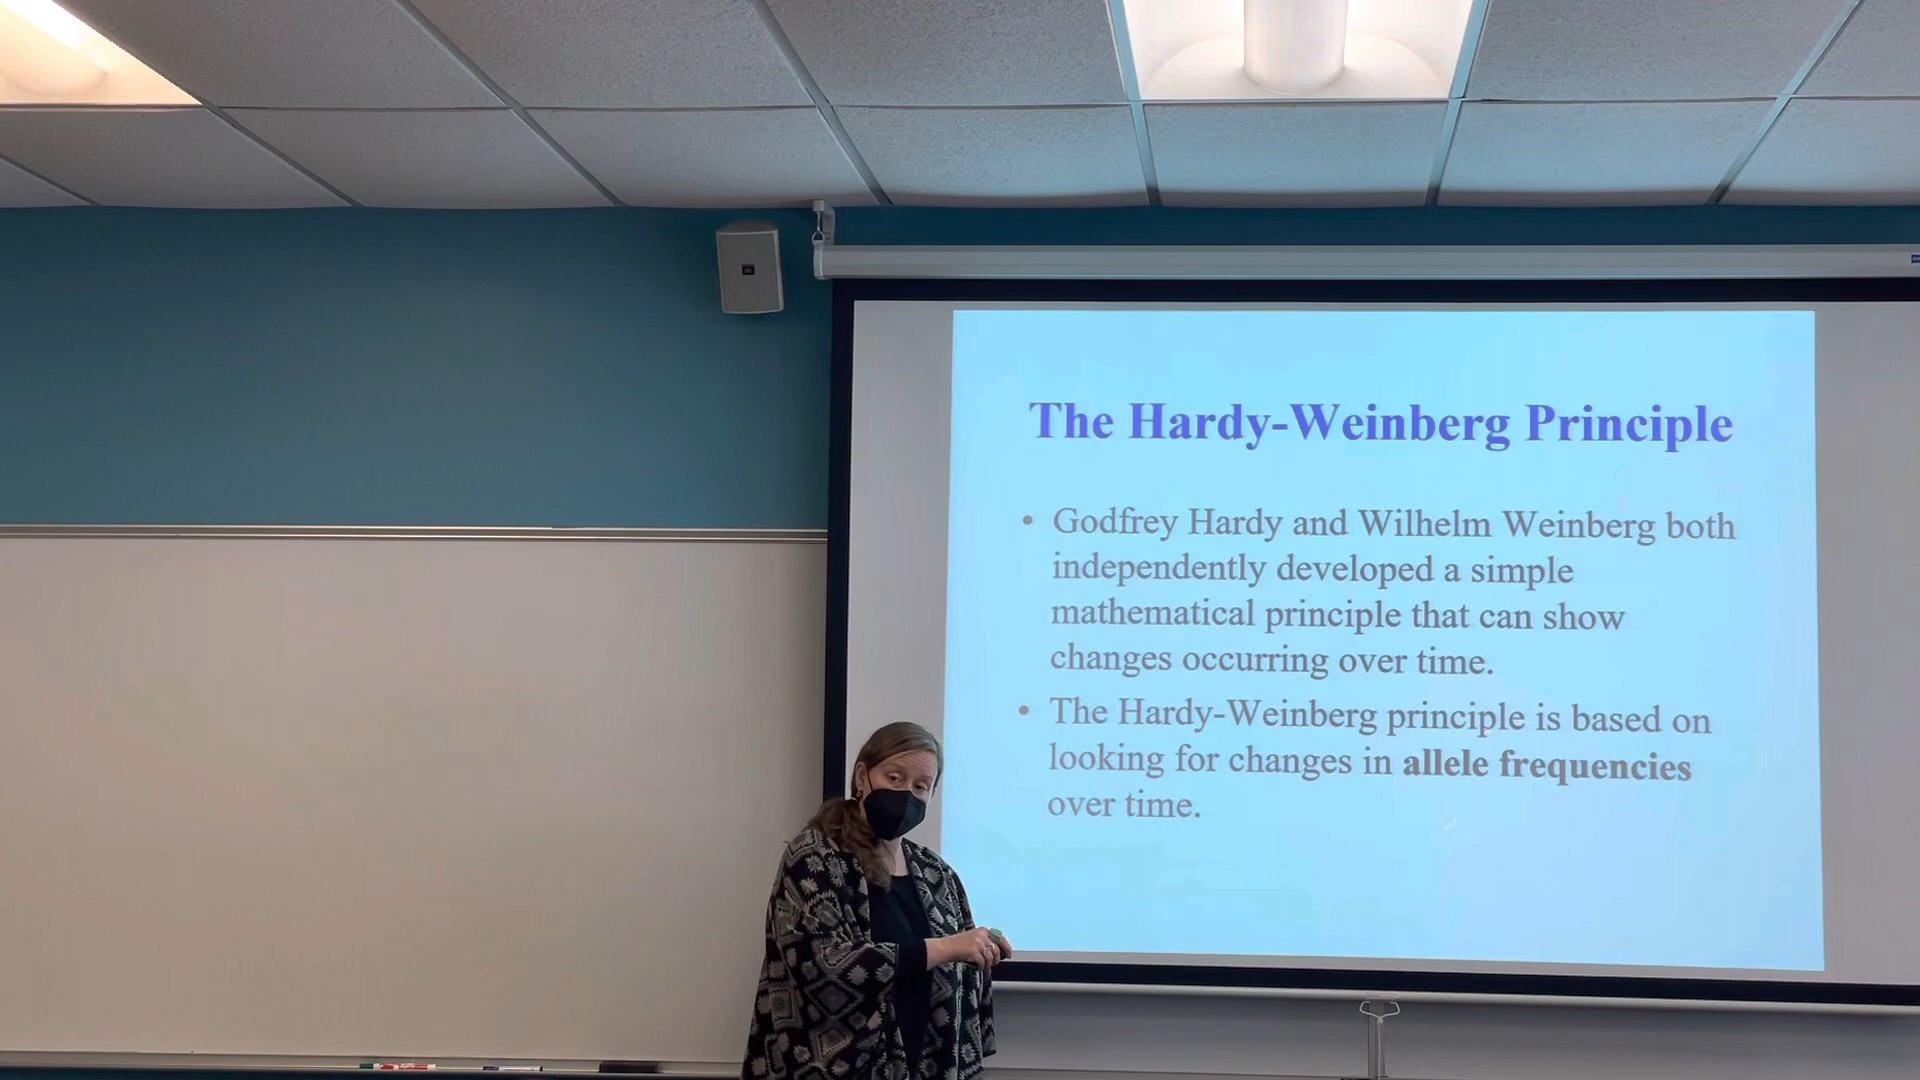 The Hardy-Weinberg Principle
• Godfrey Hardy and Wilhelm Weinberg both
independently developed a simple
mathematical principle that can show
changes occurring over time.
• The Hardy-Weinberg principle is based on
looking for changes in allele frequencies
over time.